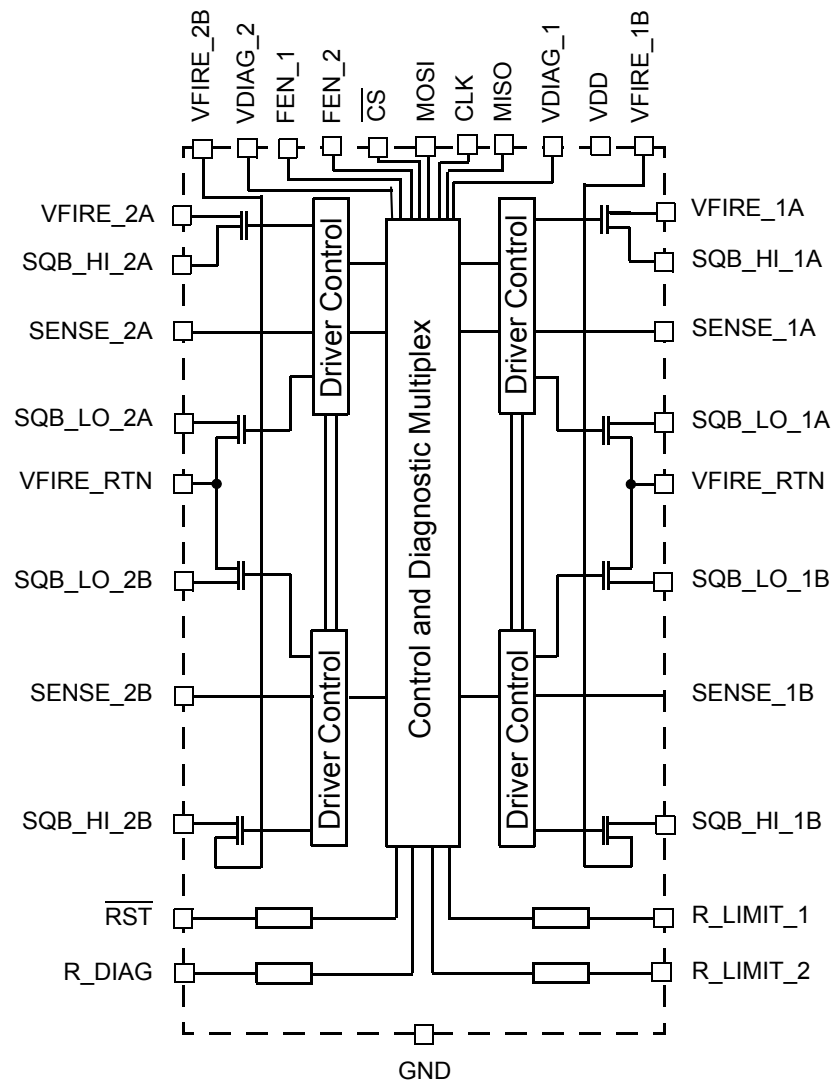 VFIRE_2B
VDIAG_2
FEN_1
FEN_2
CS
MOSI
CLK
MISO
VDIAG_1
VDD
VFIRE_1B
VFIRE_2A
SQB_HI_2A
SENSE_2A
SQB_LO_2A
VFIRE_RTN
SQB_LO_2B
SENSE_2B
SQB_HI_2B
RST
R_DIAG
Driver Control
Driver Control
Control and Diagnostic Multiplex
Driver Control
Driver Control
VFIRE_1A
SQB_HI_1A
SENSE_1A
SQB_LO_1A
VFIRE_RTN
SQB_LO_1B
SENSE_1B
SQB_HI_1B
R_LIMIT_1
R_LIMIT_2
GND